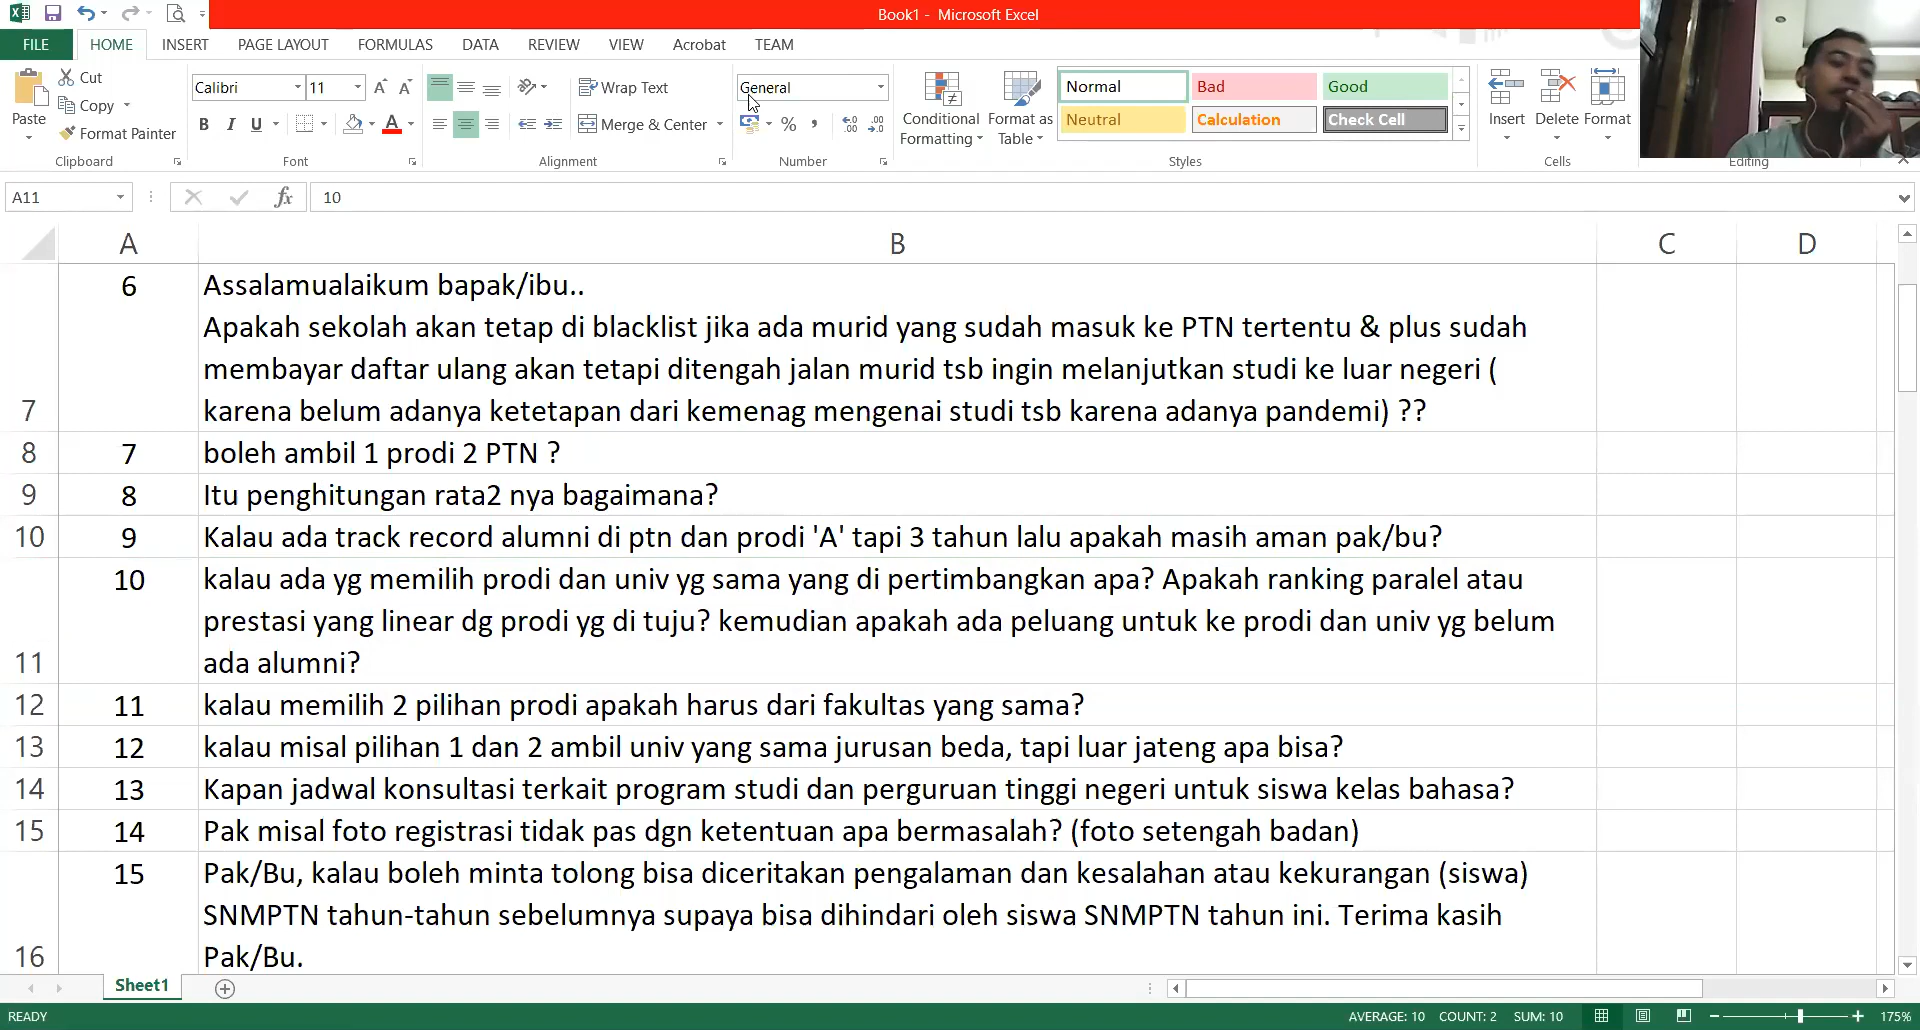 Book1 - Microsoft Excel
FILE HOME INSERT PAGE LAYOUT FORMULAS DATA REVIEW VIEW Acrobat TEAM
Paste
Cut
Copy
Format Painter
Clipboard
Calibri 11 A A
B I U A
Font
Wrap Text
Merge & Center
Alignment
General
% ,
Number
Conditional Formatting
Format as Table
Normal Bad Good
Neutral Calculation Check Cell
Styles
Insert Delete Format
Cells
Editing
A11 fx 10
A B C D
6 Assalamualaikum bapak/ibu..
Apakah sekolah akan tetap di blacklist jika ada murid yang sudah masuk ke PTN tertentu & plus sudah
membayar daftar ulang akan tetapi ditengah jalan murid tsb ingin melanjutkan studi ke luar negeri (
7 karena belum adanya ketetapan dari kemenag mengenai studi tsb karena adanya pandemi) ??
8 7 boleh ambil 1 prodi 2 PTN ?
9 8 Itu penghitungan rata2 nya bagaimana?
10 9 Kalau ada track record alumni di ptn dan prodi 'A' tapi 3 tahun lalu apakah masih aman pak/bu?
10 kalau ada yg memilih prodi dan univ yg sama yang di pertimbangkan apa? Apakah ranking paralel atau
prestasi yang linear dg prodi yg di tuju? kemudian apakah ada peluang untuk ke prodi dan univ yg belum
11 ada alumni?
12 11 kalau memilih 2 pilihan prodi apakah harus dari fakultas yang sama?
13 12 kalau misal pilihan 1 dan 2 ambil univ yang sama jurusan beda, tapi luar jateng apa bisa?
14 13 Kapan jadwal konsultasi terkait program studi dan perguruan tinggi negeri untuk siswa kelas bahasa?
15 14 Pak misal foto registrasi tidak pas dgn ketentuan apa bermasalah? (foto setengah badan)
15 Pak/Bu, kalau boleh minta tolong bisa diceritakan pengalaman dan kesalahan atau kekurangan (siswa)
SNMPTN tahun-tahun sebelumnya supaya bisa dihindari oleh siswa SNMPTN tahun ini. Terima kasih
16 Pak/Bu.
Sheet1
READY AVERAGE: 10 COUNT: 2 SUM: 10 175%